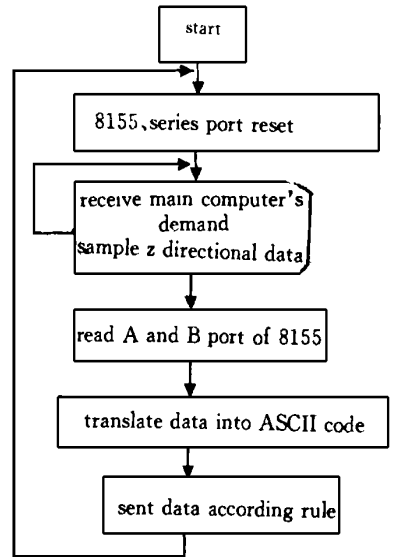 start
8155、series port reset
receive main computer's
demand
sample z directional data
read A and B port of 8155
translate data into ASCII code
sent data according rule